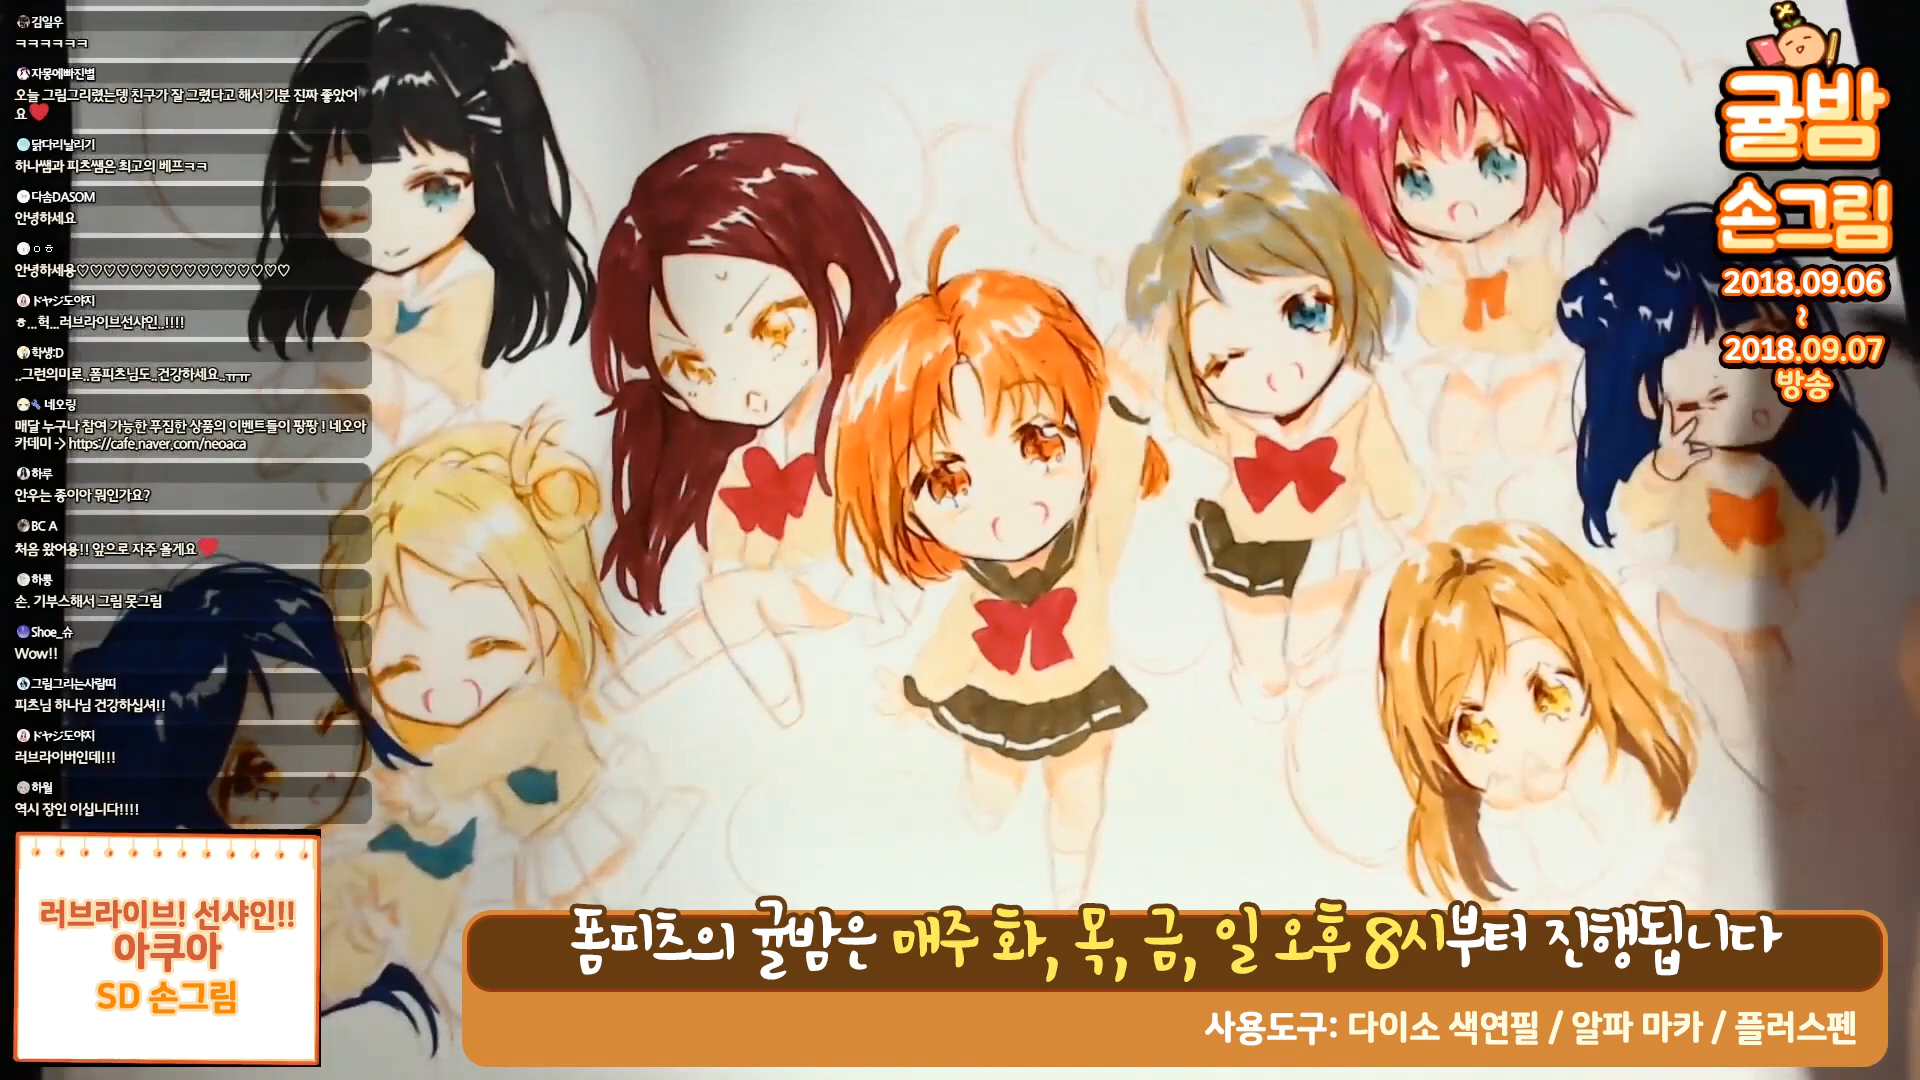 김일우
ㅋㅋㅋㅋㅋㅋ
자몽에빠진별
오늘 그림그리렸는뎅 친구가 잘 그렸다고 해서 기분 진짜 좋았어
요❤
닭다리날리기
하나쌤과 피츠쌤은 최고의 베프ㅋㅋ
다솜DASOM
안녕하세요
ㅇㅎ
안녕하세용♡♡♡♡♡♡♡♡♡♡♡♡♡♡♡♡
ドヤジ도야지
ㅎ...헉...러브라이브선샤인..!!!!
학생:D
..그런의미로..폼피츠님도..건강하세요..ㅠㅠ
네오링
매달 누구나 참여 가능한 푸짐한 상품의 이벤트들이 팡팡 ! 네오아
카데미 -> https://cafe.naver.com/neoaca
하루
안우는 종이아 뭐인가요?
BC A
처음 왔어용!! 앞으로 자주 올게요❤
하룽
손. 기부스해서 그림 못그림
Shoe_슈
Wow!!
그림그리는사람띠
피츠님 하나님 건강하십셔!!
ドヤジ도야지
러브라이버인데!!!
하월
역시 장인 이십니다!!!!
러브라이브! 선샤인!!
아쿠아
SD 손그림
귤밤
손그림
2018.09.06
~
2018.09.07
방송
폼피츠의 귤밤은 매주 화, 목, 금, 일 오후 8시부터 진행됩니다
사용도구: 다이소 색연필 / 알파 마카 / 플러스펜